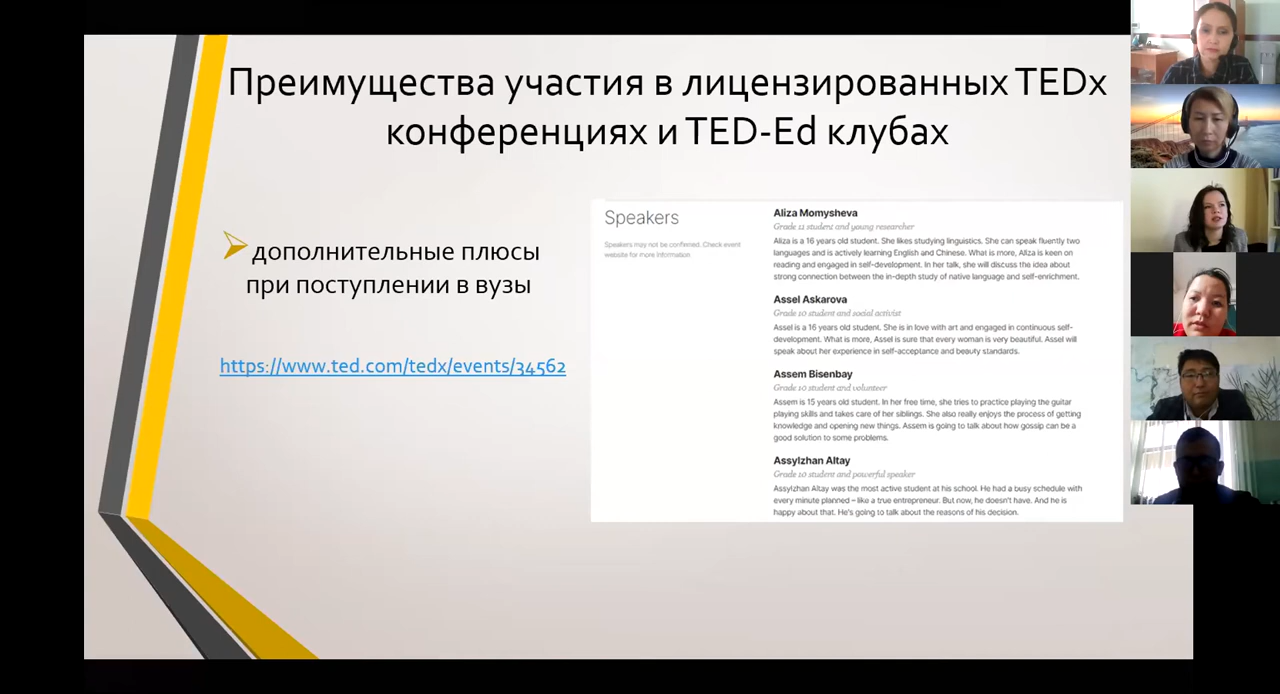 Преимущества участия в лицензированных TEDx
конференциях и TED-Ed клубах
дополнительные плюсы
при поступлении в вузы
https://www.ted.com/tedx/events/34562
Speakers
Speakers may not be confirmed. Check event
website for more information
Aliza Momysheva
Grade 11 student and young researcher
Aliza is a 16 years old student. She likes studying linguistics. She can speak fluently two
languages and is actively learning English and Chinese. What is more, Aliza is keen on
reading and engaged in self-development. In her talk, she will discuss the idea about
strong connection between the in-depth study of native language and self-enrichment.
Assel Askarova
Grade 10 student and social activist
Assel is a 16 years old student. She is in love with art and engaged in continuous self-
development. What is more, Assel is sure that every woman is very beautiful. Assel will
speak about her experience in self-acceptance and beauty standards.
Assem Bisenbay
Grade 10 student and volunteer
Assem is 15 years old student. In her free time, she tries to practice playing the guitar
playing skills and takes care of her siblings. She also really enjoys the process of getting
knowledge and opening new things. Assem is going to talk about how gossip can be a
good solution to some problems.
Assylzhan Altay
Grade 10 student and powerful speaker
Assylzhan Altay was the most active student at his school. He had a busy schedule with
every minute planned – like a true entrepreneur. But now, he doesn't have. And he is
happy about that. He's going to talk about the reasons of his decision.